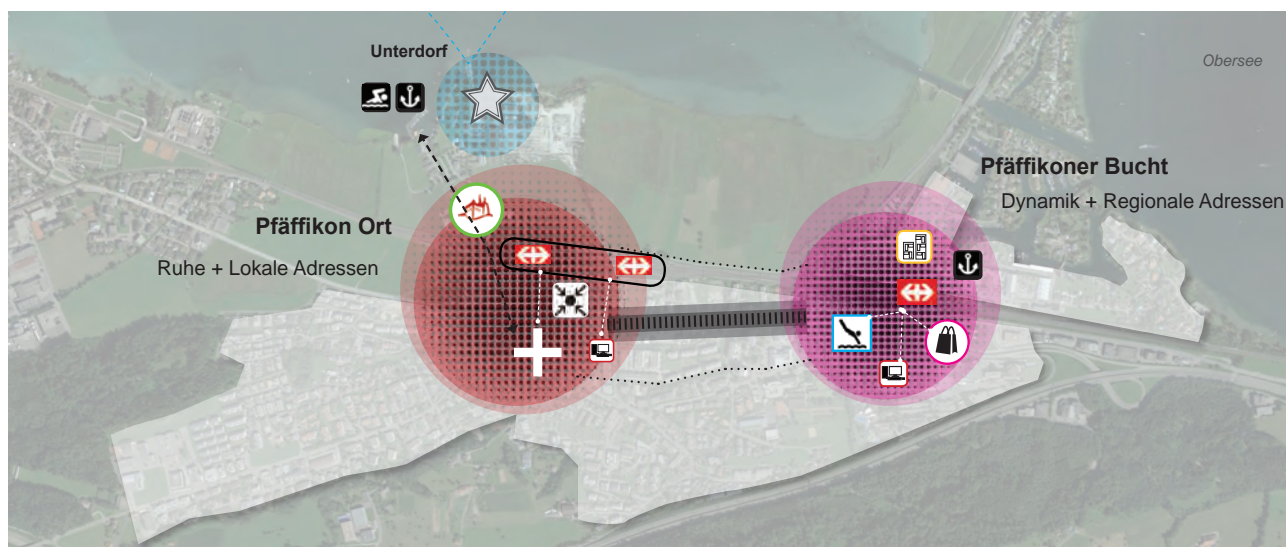 Unterdorf
Obersee
Pfäffikoner Bucht
Dynamik + Regionale Adressen
Pfäffikon Ort
Ruhe + Lokale Adressen